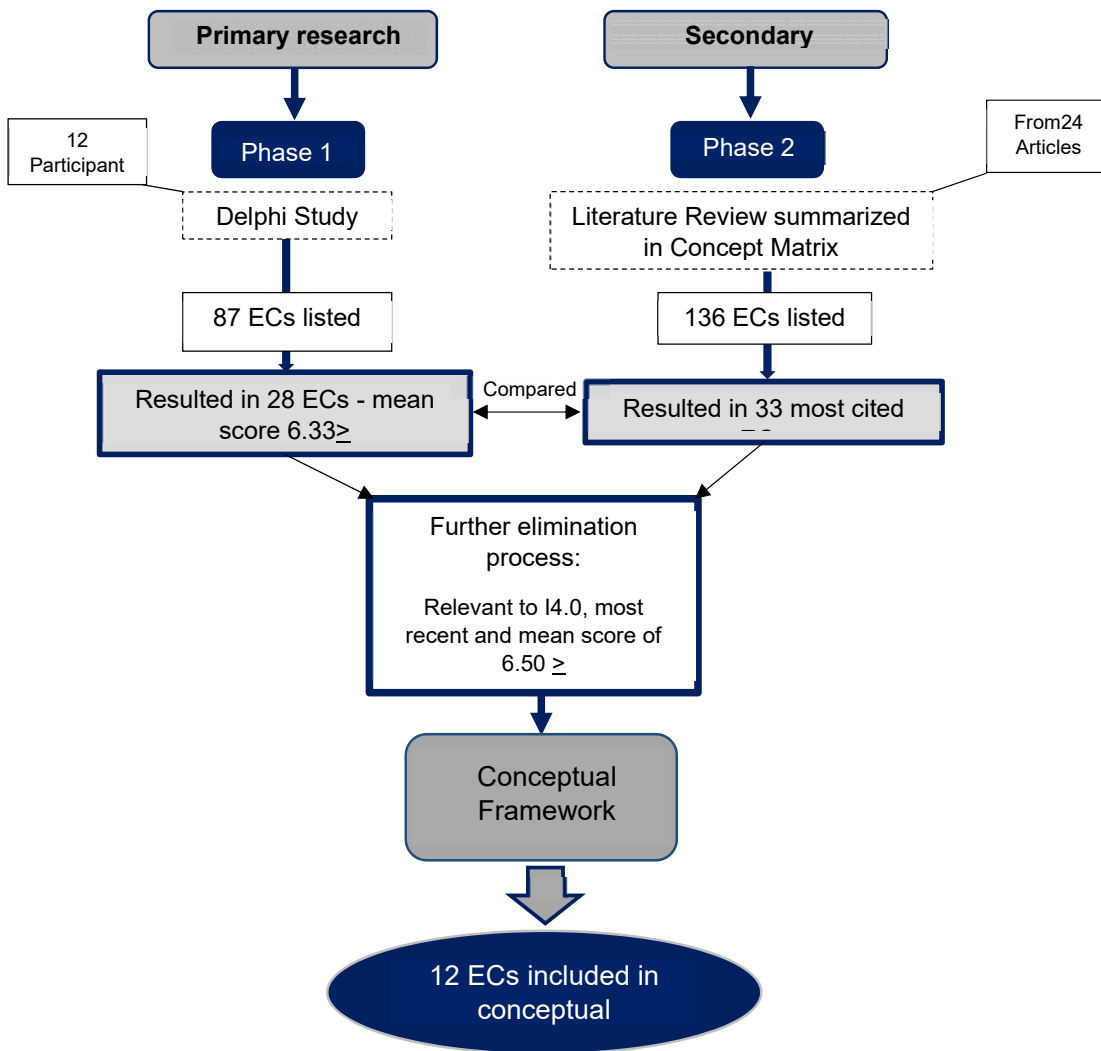 Primary research
Secondary
Phase 1
Phase 2
12
Participant
From24
Articles
Delphi Study
Literature Review summarized
in Concept Matrix
87 ECs listed
136 ECs listed
Resulted in 28 ECs - mean
score 6.33≥
Compared
Resulted in 33 most cited
Further elimination
process:
Relevant to I4.0, most
recent and mean score of
6.50 ≥
Conceptual
Framework
12 ECs included in
conceptual